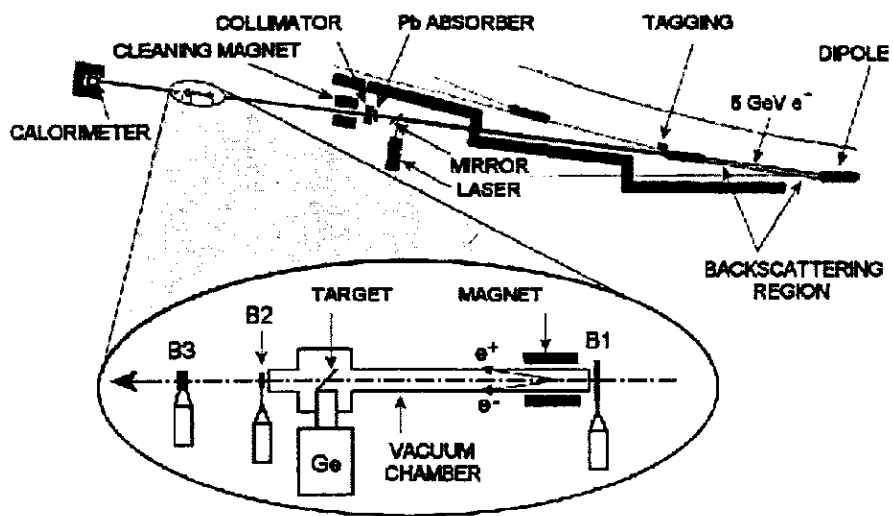 COLLIMATOR
Pb ABSORBER
TAGGING
CLEANING MAGNET
DIPOLE
5 GeV e⁻
CALORIMETER
MIRROR
LASER
BACKSCATTERING
REGION
TARGET
MAGNET
B2
B1
B3
e⁺
e⁻
VACUUM
CHAMBER
Ge